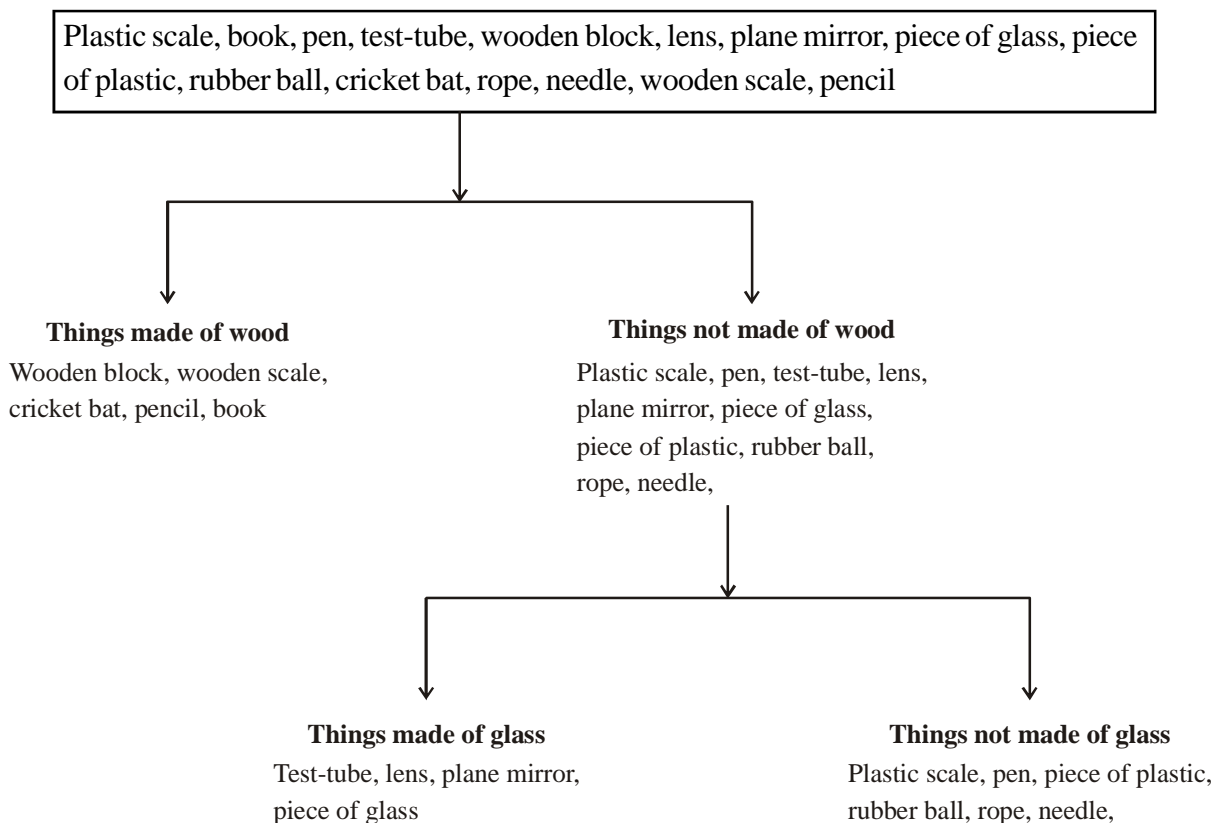 Plastic scale, book, pen, test-tube, wooden block, lens, plane mirror, piece of glass, piece
of plastic, rubber ball, cricket bat, rope, needle, wooden scale, pencil
Things made of wood
Wooden block, wooden scale,
cricket bat, pencil, book
Things not made of wood
Plastic scale, pen, test-tube, lens,
plane mirror, piece of glass,
piece of plastic, rubber ball,
rope, needle,
Things made of glass
Test-tube, lens, plane mirror,
piece of glass
Things not made of glass
Plastic scale, pen, piece of plastic,
rubber ball, rope, needle,